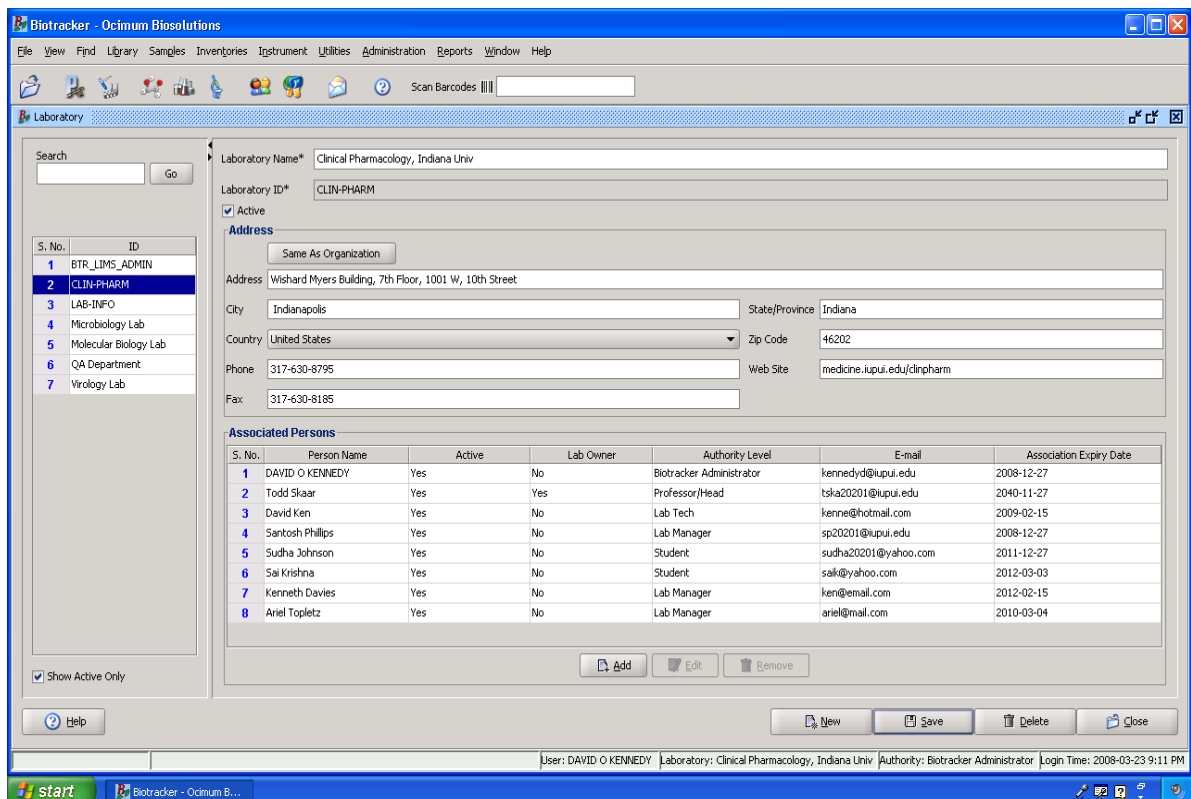 Biotracker - Ocimum Biosolutions
File View Find Library Samples Inventories Instrument Utilities Administration Reports Window Help
Scan Barcodes
Laboratory
Search
Go
Laboratory Name* Clinical Pharmacology, Indiana Univ
Laboratory ID* CLIN-PHARM
Active
S. No. ID
1 BTR_LIMS_ADMIN
2 CLIN-PHARM
3 LAB-INFO
4 Microbiology Lab
5 Molecular Biology Lab
6 QA Department
7 Virology Lab
Show Active Only
Address
Same As Organization
Address Wishard Myers Building, 7th Floor, 1001 W, 10th Street
City Indianapolis State/Province Indiana
Country United States Zip Code 46202
Phone 317-630-8795 Web Site medicine.iupui.edu/clinpharm
Fax 317-630-8185
Associated Persons
S. No. Person Name Active Lab Owner Authority Level E-mail Association Expiry Date
1 DAVID O KENNEDY Yes No Biotracker Administrator kennedyd@iupui.edu 2008-12-27
2 Todd Skaar Yes Yes Professor/Head tska20201@iupui.edu 2040-11-27
3 David Ken Yes No Lab Tech kenne@hotmail.com 2009-02-15
4 Santosh Phillips Yes No Lab Manager sp20201@iupui.edu 2008-12-27
5 Sudha Johnson Yes No Student sudha20201@yahoo.com 2011-12-27
6 Sai Krishna Yes No Student saik@yahoo.com 2012-03-03
7 Kenneth Davies Yes No Lab Manager ken@email.com 2012-02-15
8 Ariel Topletz Yes No Lab Manager ariel@mail.com 2010-03-04
Add Edit Remove
Help New Save Delete Close
User: DAVID O KENNEDY Laboratory: Clinical Pharmacology, Indiana Univ Authority: Biotracker Administrator Login Time: 2008-03-23 9:11 PM
start Biotracker - Ocimum B...